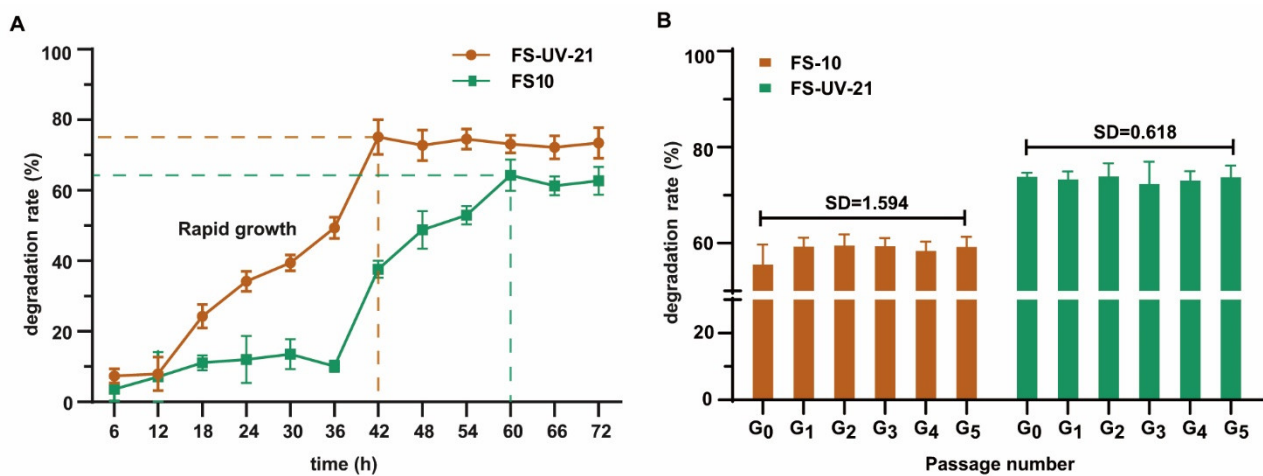 A
degradation rate (%)
100
80
60
40
20
0
FS-UV-21
FS10
Rapid growth
6 12 18 24 30 36 42 48 54 60 66 72
time (h)
B
degradation rate (%)
100
80
60
20
0
FS-10
FS-UV-21
SD=1.594
SD=0.618
G0 G1 G2 G3 G4 G5 G0 G1 G2 G3 G4 G5
Passage number